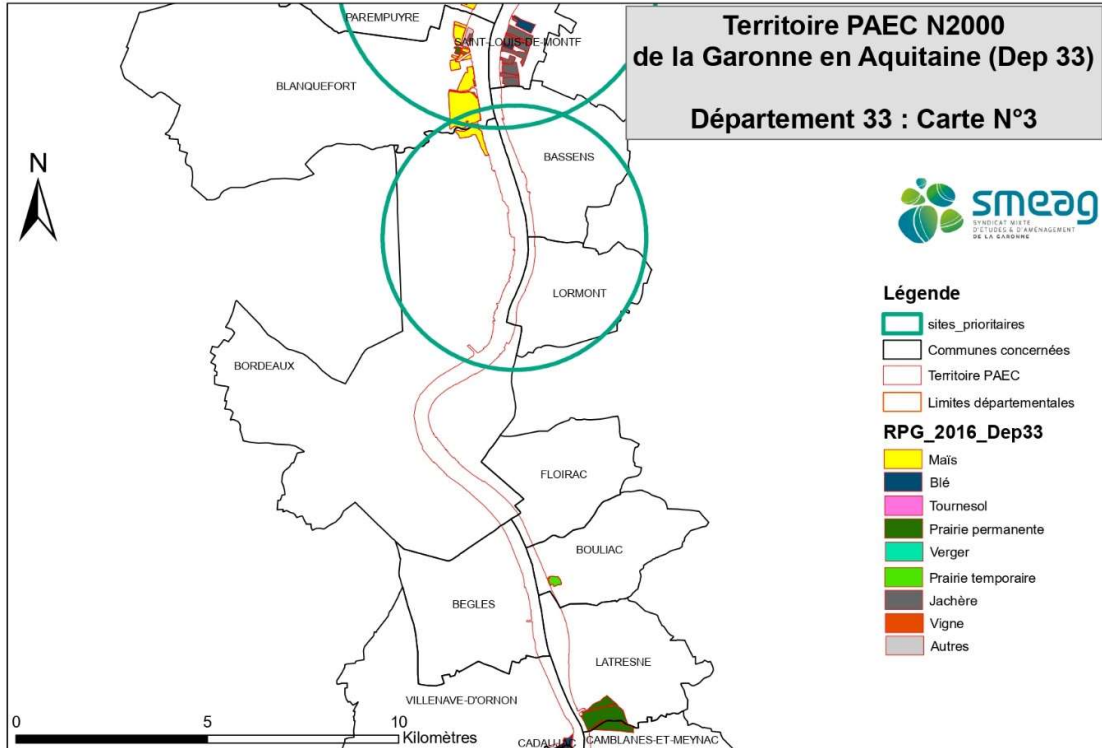 Territoire PAEC N2000
de la Garonne en Aquitaine (Dep 33)
Département 33 : Carte N°3
PAREMPUYRE
SAINT-LOUIS-DE-MONTF
BLANQUEFORT
BASSENS
N
smeag
SYNDICAT MIXTE
D'ETUDES & D'AMÉNAGEMENT
DE LA GARONNE
LORMONT
BORDEAUX
FLOIRAC
BOULIAC
BEGLES
LATRESNE
VILLENAVE-D'ORNON
CADAUJAC
CAMBLANES-ET-MEYNAC
Légende
sites_prioritaires
Communes concernées
Territoire PAEC
Limites départementales
RPG_2016_Dep33
Maïs
Blé
Tournesol
Prairie permanente
Verger
Prairie temporaire
Jachère
Vigne
Autres
0 5 10
Kilomètres